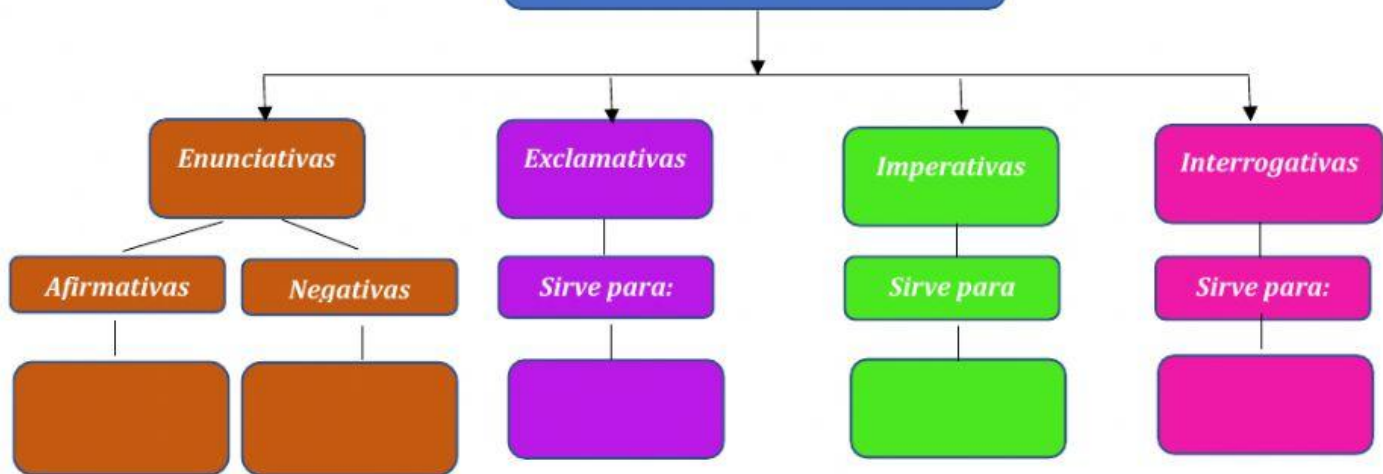 Enunciativas
Exclamativas
Imperativas
Interrogativas
Afirmativas
Negativas
Sirve para:
Sirve para
Sirve para: